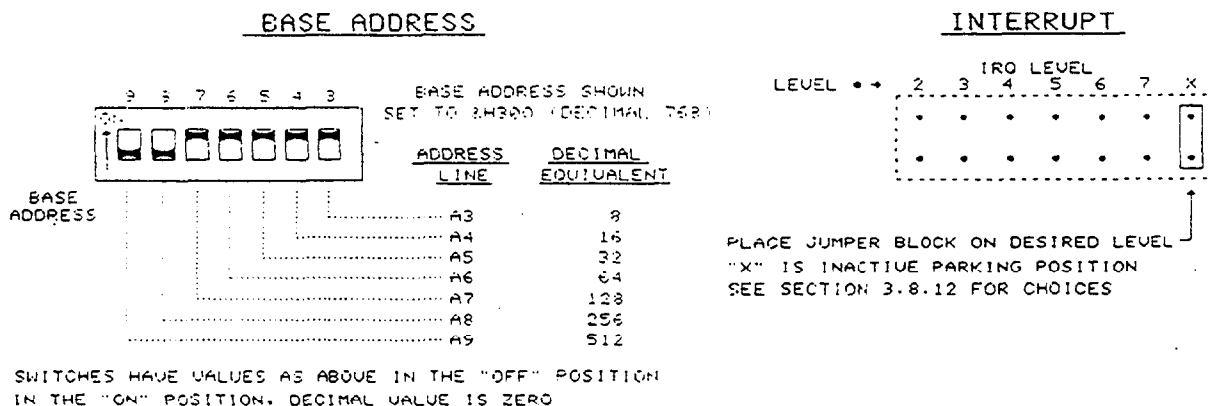 BASE ADDRESS
9 8 7 6 5 4 3
ON
BASE ADDRESS SHOWN
SET TO &H300 (DECIMAL 768)
ADDRESS LINE
DECIMAL EQUIVALENT
BASE
ADDRESS
A3 8
A4 16
A5 32
A6 64
A7 128
A8 256
A9 512
SWITCHES HAVE VALUES AS ABOVE IN THE "OFF" POSITION
IN THE "ON" POSITION, DECIMAL VALUE IS ZERO
INTERRUPT
IRQ LEVEL
LEVEL 2 3 4 5 6 7 X
PLACE JUMPER BLOCK ON DESIRED LEVEL
"X" IS INACTIVE PARKING POSITION
SEE SECTION 3.8.12 FOR CHOICES